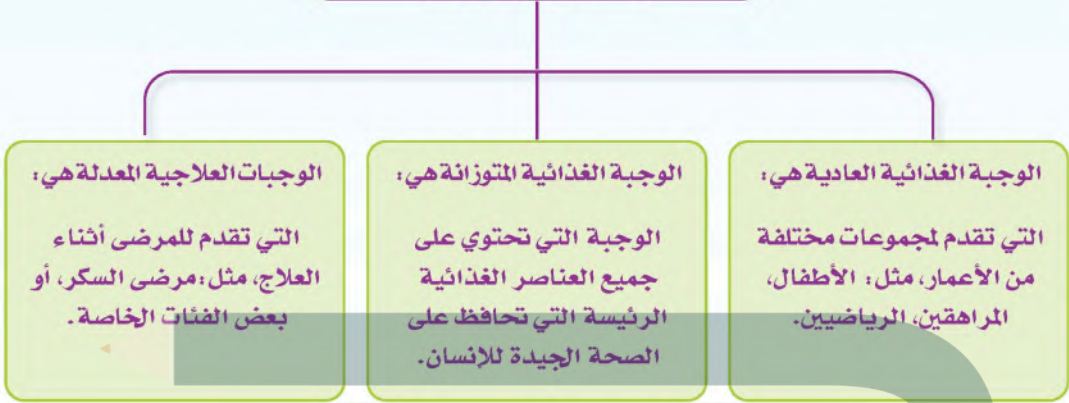 الوجبة الغذائية العادية هي:
التي تقدم لمجموعات مختلفة
من الأعمار، مثل: الأطفال،
المراهقين، الرياضيين.
الوجبة الغذائية المتوزانة هي:
الوجبة التي تحتوي على
جميع العناصر الغذائية
الرئيسة التي تحافظ على
الصحة الجيدة للإنسان.
الوجبات العلاجية المعدلة هي:
التي تقدم للمرضى أثناء
العلاج، مثل: مرضى السكر، أو
بعض الفئات الخاصة.